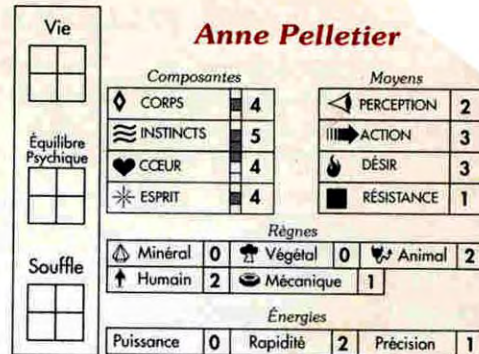 Vie
Équilibre
Psychique
Souffle
Anne Pelletier
Composantes
CORPS 4
INSTINCTS 5
CŒUR 4
ESPRIT 4
Moyens
PERCEPTION 2
ACTION 3
DÉSIR 3
RÉSISTANCE 1
Règnes
Minéral 0 Végétal 0 Animal 2
Humain 2 Mécanique 1
Énergies
Puissance 0 Rapidité 2 Précision 1